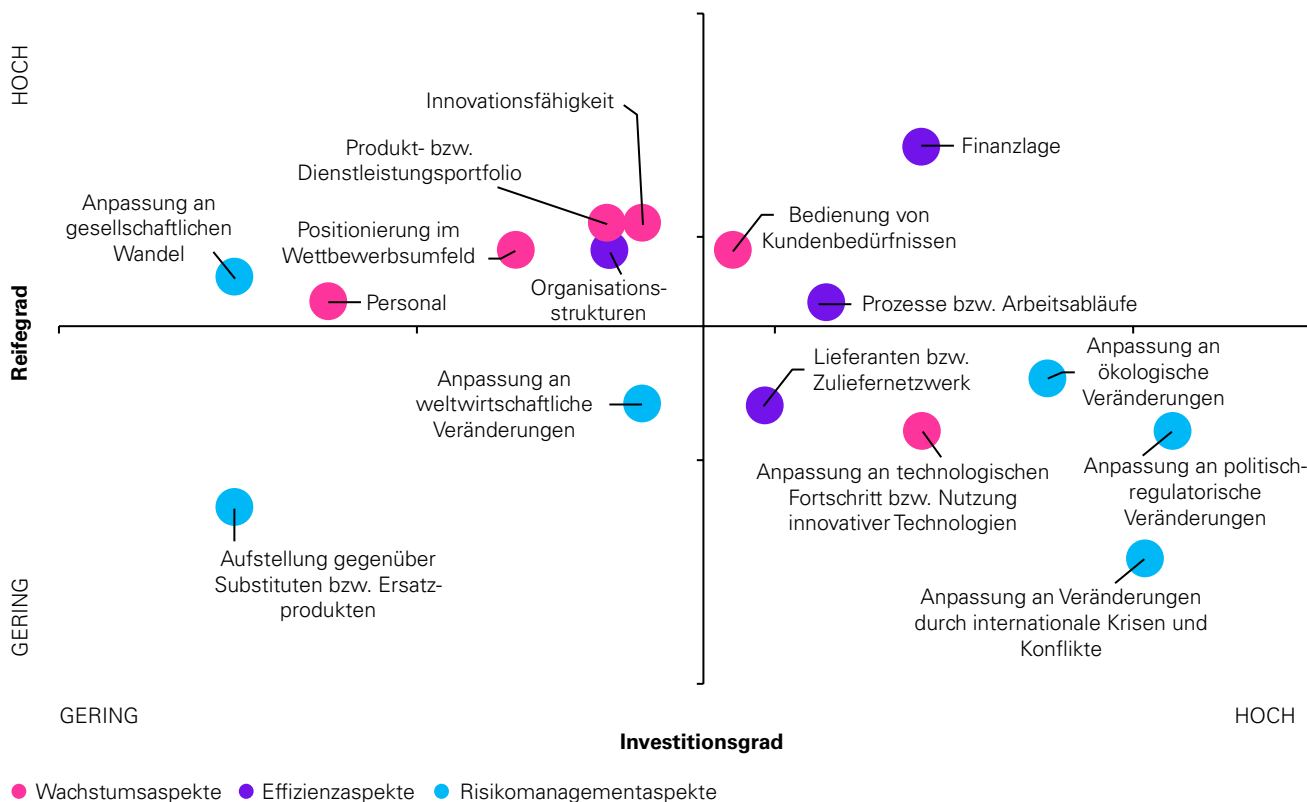 HOCH
Innovationsfähigkeit
Produkt- bzw.
Dienstleistungsportfolio
Finanzlage
Anpassung an
gesellschaftlichen
Wandel
Positionierung im
Wettbewerbsumfeld
Bedienung von
Kundenbedürfnissen
Personal
Organisations-
strukturen
Prozesse bzw. Arbeitsabläufe
Reifegrad
Anpassung an
weltwirtschaftliche
Veränderungen
Lieferanten bzw.
Zuliefernetzwerk
Anpassung an
ökologische
Veränderungen
Anpassung an technologischen
Fortschritt bzw. Nutzung
innovativer Technologien
Anpassung an politisch-
regulatorische
Veränderungen
Aufstellung gegenüber
Substituten bzw. Ersatz-
produkten
Anpassung an Veränderungen
durch internationale Krisen und
Konflikte
GERING
GERING
HOCH
Investitionsgrad
Wachstumsaspekte
Effizienzaspekte
Risikomanagementaspekte